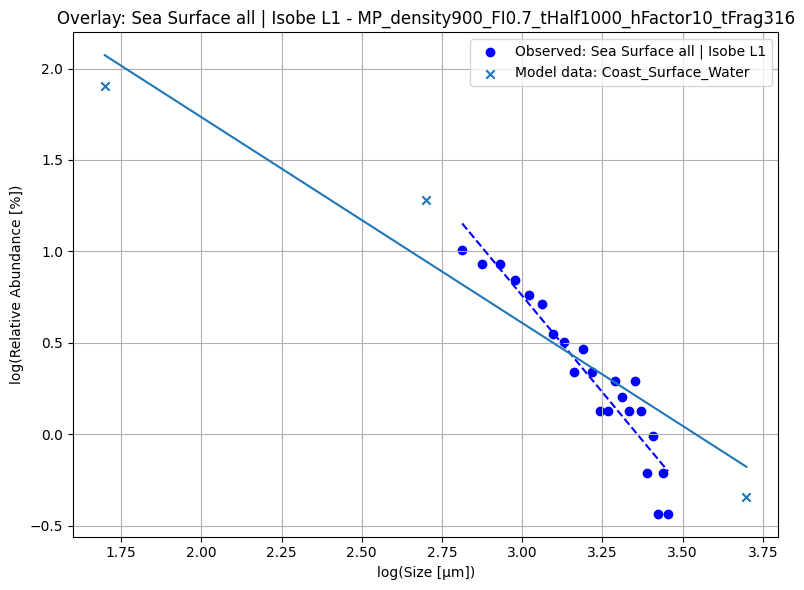 Overlay: Sea Surface all | Isobe L1 - MP_density900_FI0.7_tHalf1000_hFactor10_tFrag316
Observed: Sea Surface all | Isobe L1
Model data: Coast_Surface_Water
log(Relative Abundance [%])
2.0
1.5
1.0
0.5
0.0
−0.5
1.75 2.00 2.25 2.50 2.75 3.00 3.25 3.50 3.75
log(Size [μm])